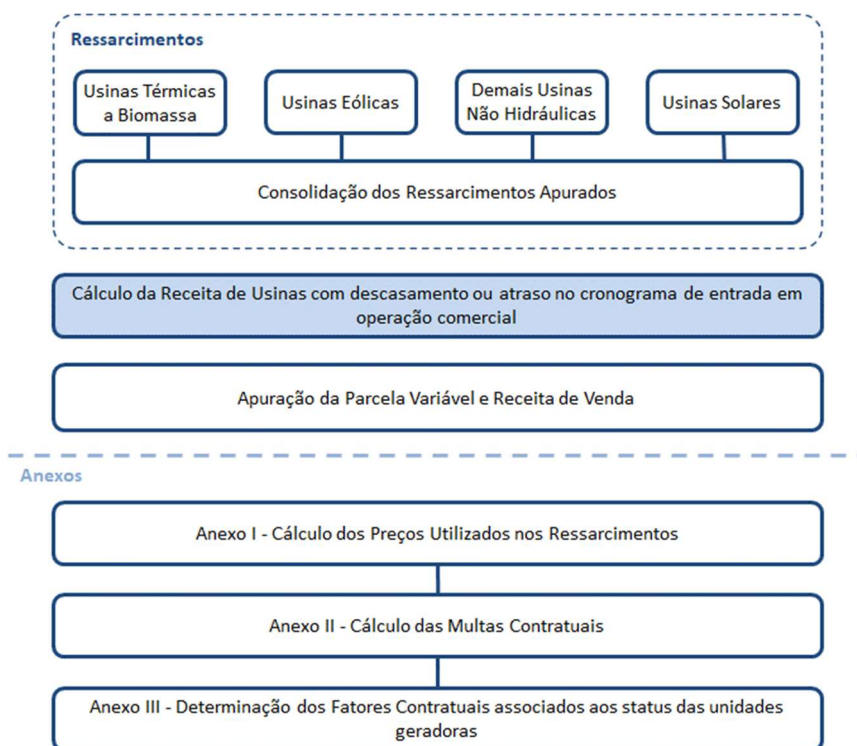 Ressarcimentos
Usinas Térmicas
a Biomassa
Usinas Eólicas
Demais Usinas
Não Hidráulicas
Usinas Solares
Consolidação dos Ressarcimentos Apurados
Cálculo da Receita de Usinas com descasamento ou atraso no cronograma de entrada em
operação comercial
Apuração da Parcela Variável e Receita de Venda
Anexos
Anexo I - Cálculo dos Preços Utilizados nos Ressarcimentos
Anexo II - Cálculo das Multas Contratuais
Anexo III - Determinação dos Fatores Contratuais associados aos status das unidades
geradoras